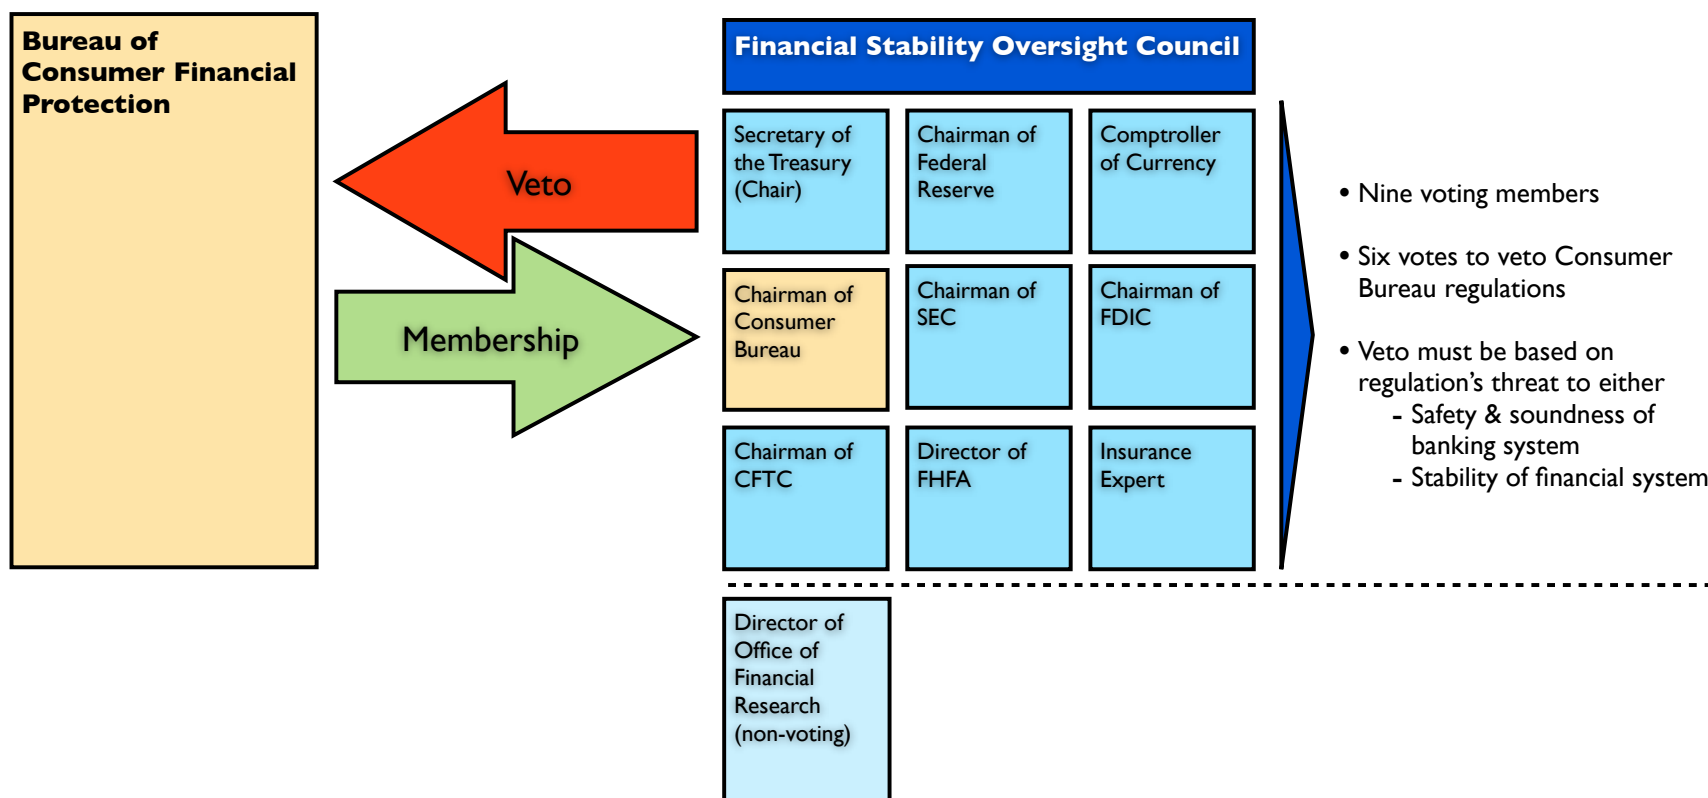 Bureau of
Consumer Financial
Protection
Veto
Membership
Financial Stability Oversight Council
Secretary of
the Treasury
(Chair)
Chairman of
Federal
Reserve
Comptroller
of Currency
Chairman of
Consumer
Bureau
Chairman of
SEC
Chairman of
FDIC
Chairman of
CFTC
Director of
FHFA
Insurance
Expert
Director of
Office of
Financial
Research
(non-voting)
• Nine voting members
• Six votes to veto Consumer
Bureau regulations
• Veto must be based on
regulation’s threat to either
- Safety & soundness of
banking system
- Stability of financial system